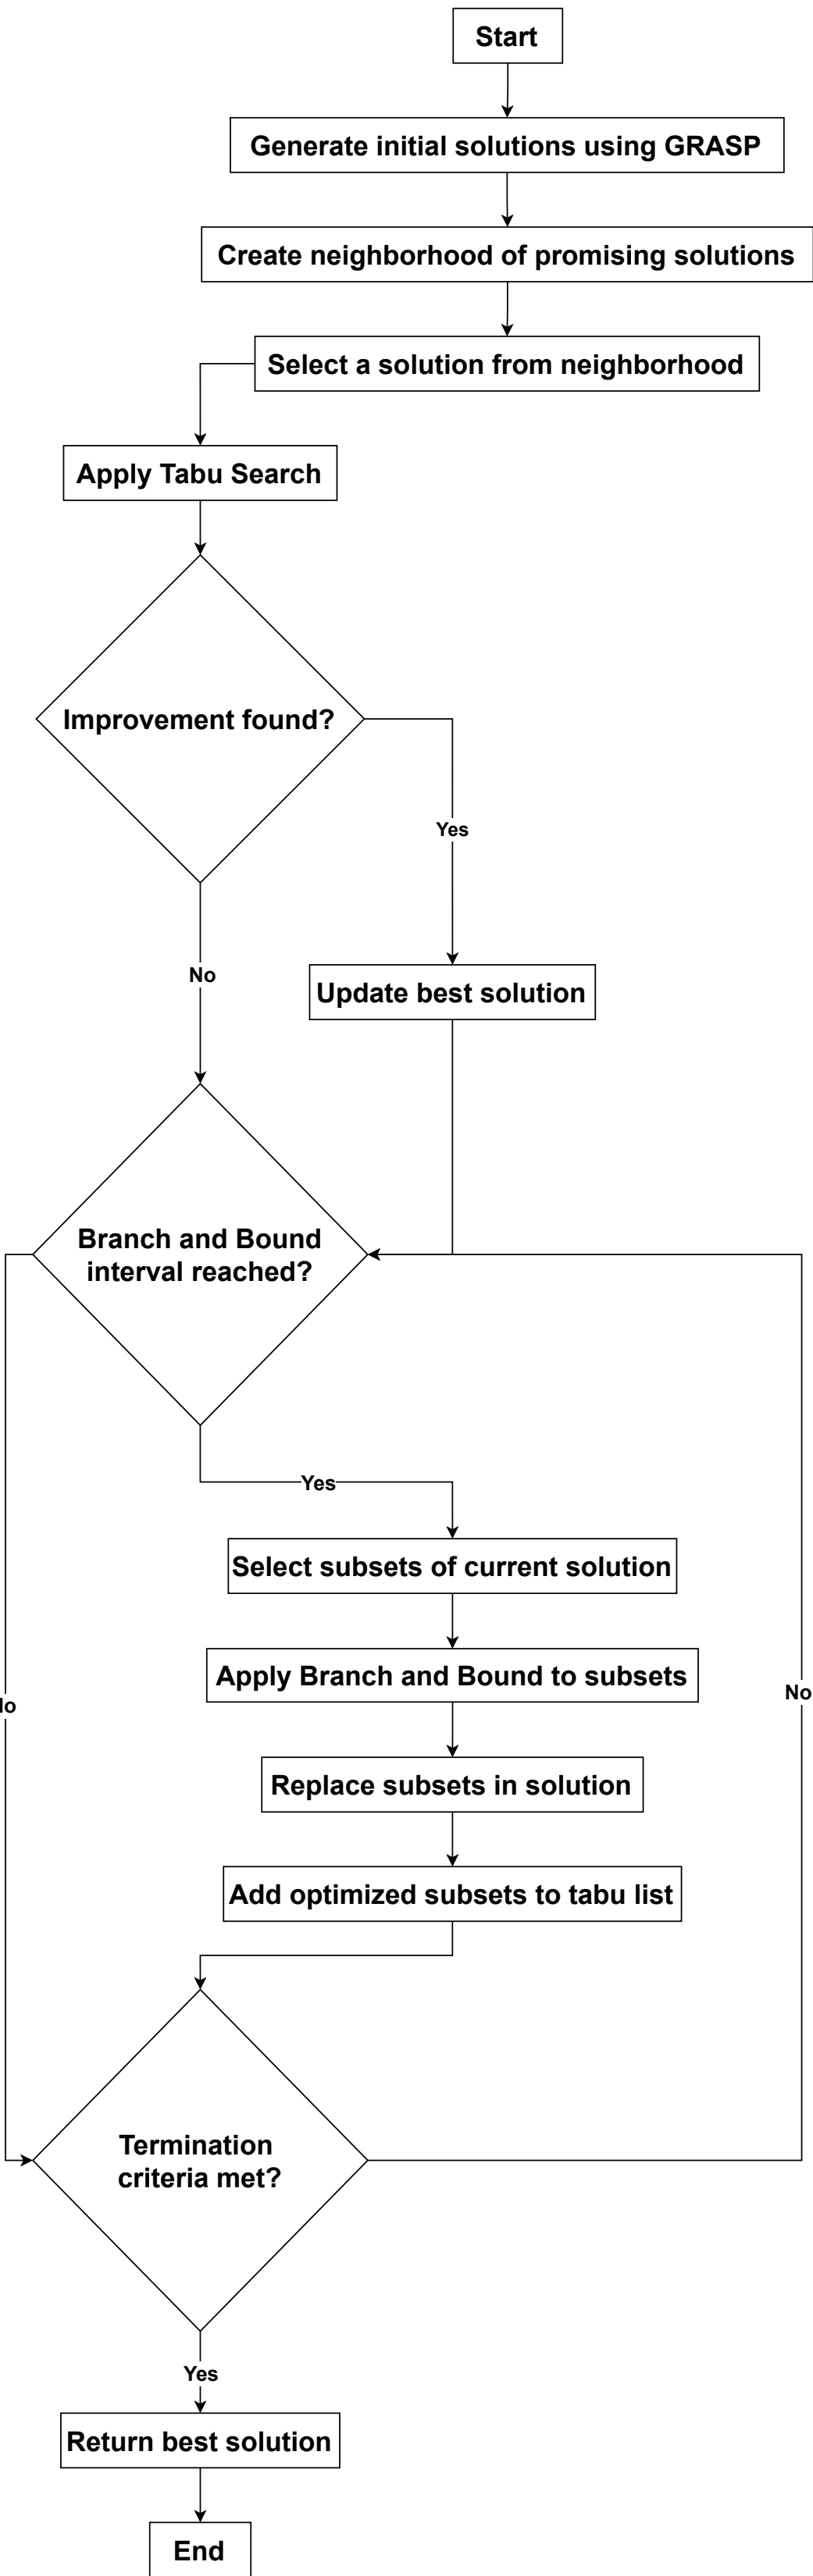 Start
Generate initial solutions using GRASP
Create neighborhood of promising solutions
Select a solution from neighborhood
Apply Tabu Search
Improvement found?
Yes
No
Update best solution
Branch and Bound
interval reached?
Yes
Select subsets of current solution
Apply Branch and Bound to subsets
No
Replace subsets in solution
Add optimized subsets to tabu list
Termination
criteria met?
Yes
Return best solution
End